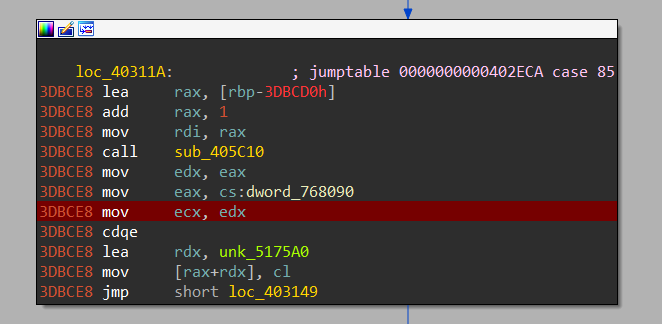 loc_40311A: ; jumptable 0000000000402ECA case 85
3DBCE8 lea rax, [rbp-3DBCD0h]
3DBCE8 add rax, 1
3DBCE8 mov rdi, rax
3DBCE8 call sub_405C10
3DBCE8 mov edx, eax
3DBCE8 mov eax, cs:dword_768090
3DBCE8 mov ecx, edx
3DBCE8 cdqe
3DBCE8 lea rdx, unk_5175A0
3DBCE8 mov [rax+rdx], cl
3DBCE8 jmp short loc_403149